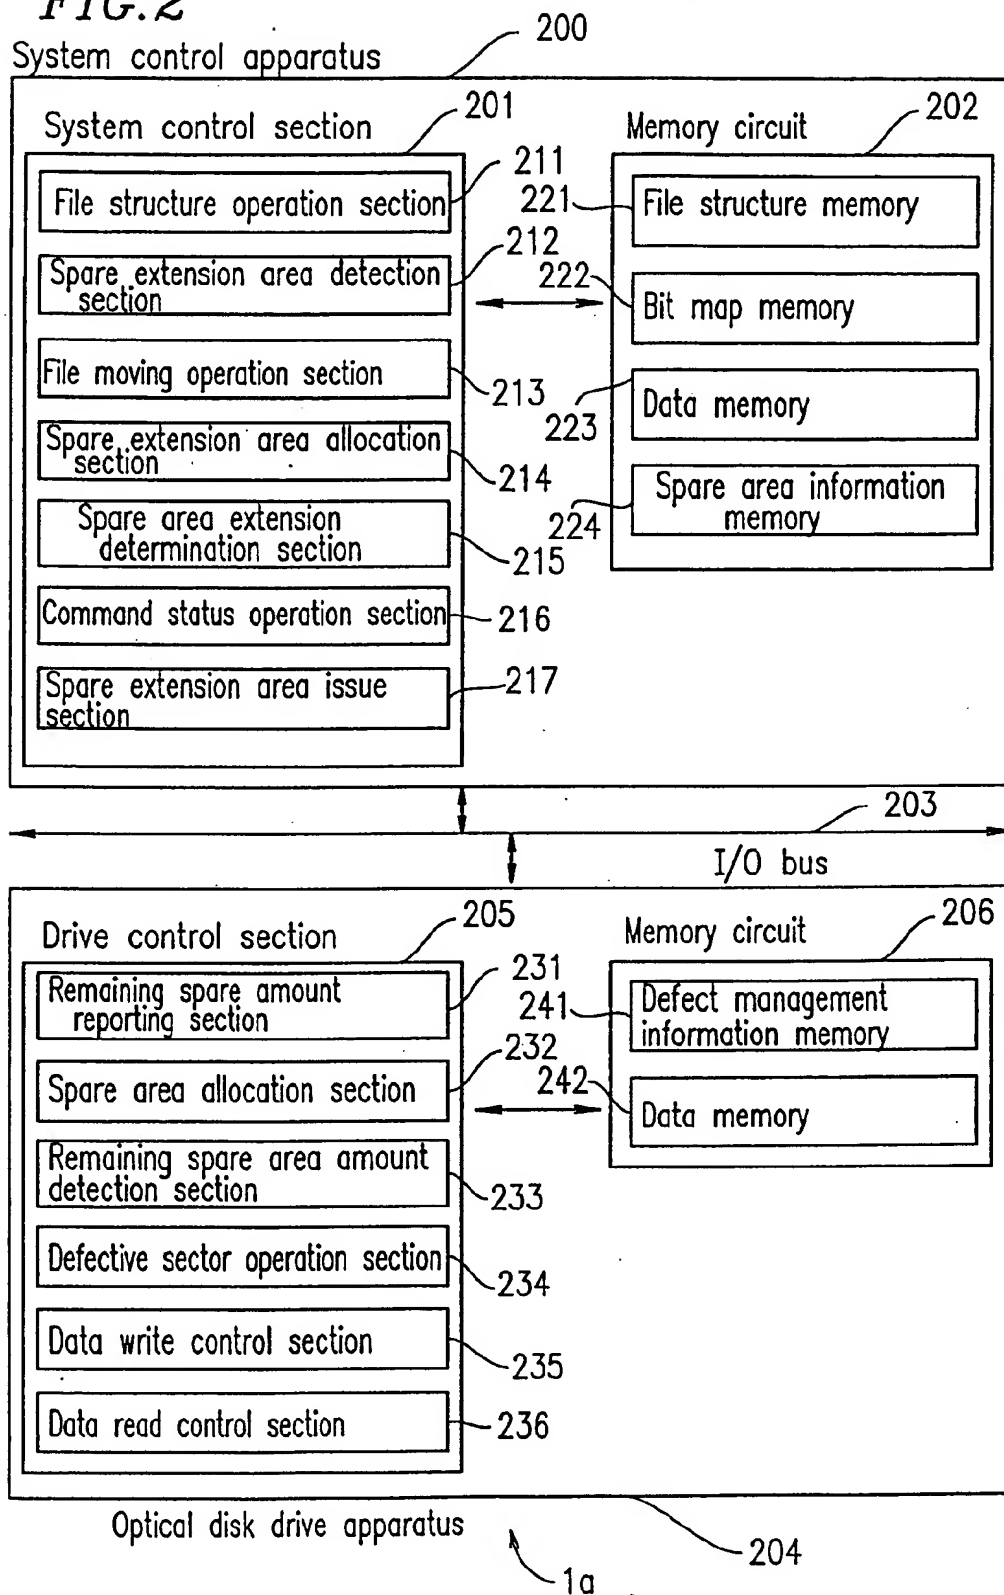 FIG.2
200
System control apparatus
201
System control section
211
File structure operation section
212
Spare extension area detection
section
File moving operation section
213
Spare extension area allocation
section
214
Spare area extension
determination section
215
Command status operation section
216
Spare extension area issue
section
217
202
Memory circuit
221
File structure memory
222
Bit map memory
223
Data memory
224
Spare area information
memory
203
I/O bus
205
Drive control section
231
Remaining spare amount
reporting section
232
Spare area allocation section
Remaining spare area amount
detection section
233
Defective sector operation section
234
Data write control section
235
Data read control section
236
206
Memory circuit
241
Defect management
information memory
242
Data memory
Optical disk drive apparatus
204
1a